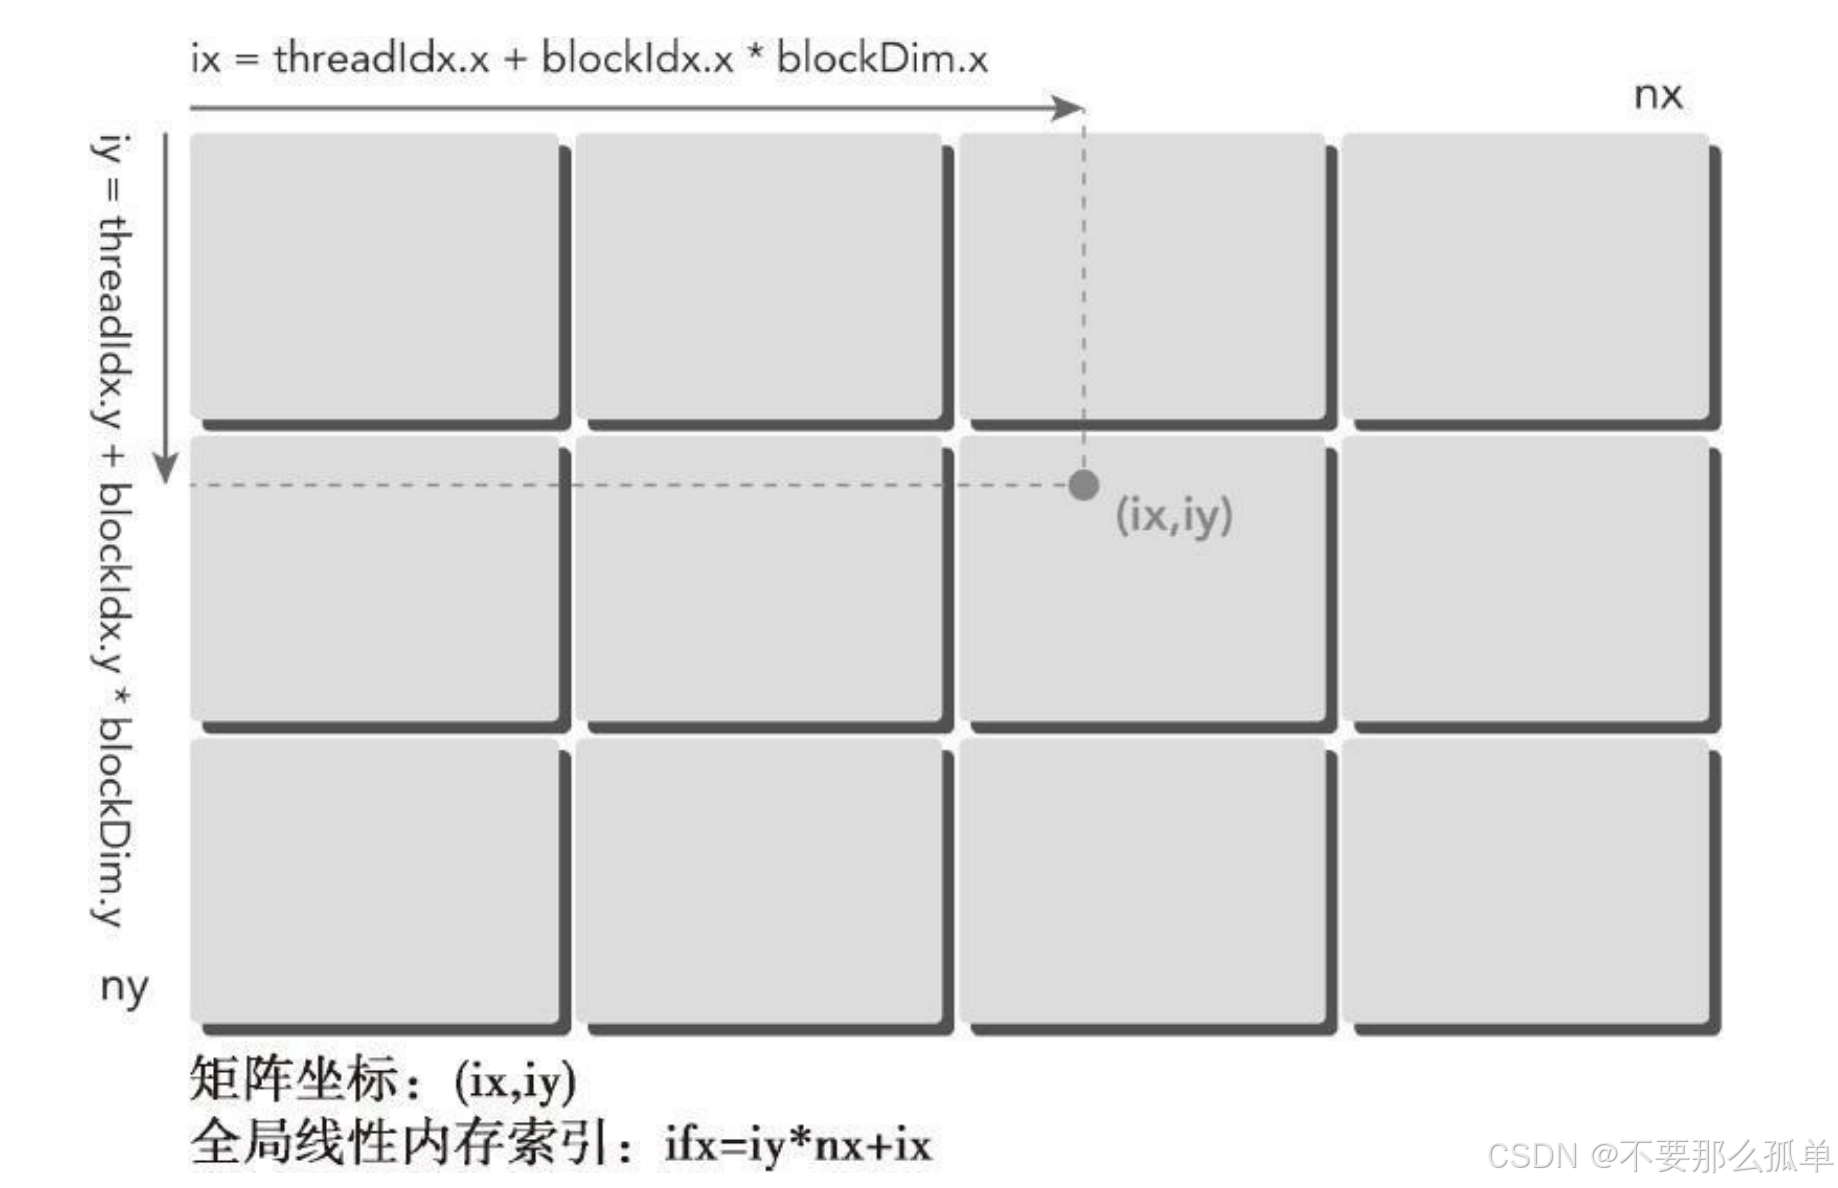 ix = threadIdx.x + blockIdx.x * blockDim.x
nx
iy = threadIdx.y + blockIdx.y * blockDim.y
(ix,iy)
ny
矩阵坐标：(ix,iy)
全局线性内存索引：ifx=iy*nx+ix
CSDN @不要那么孤单